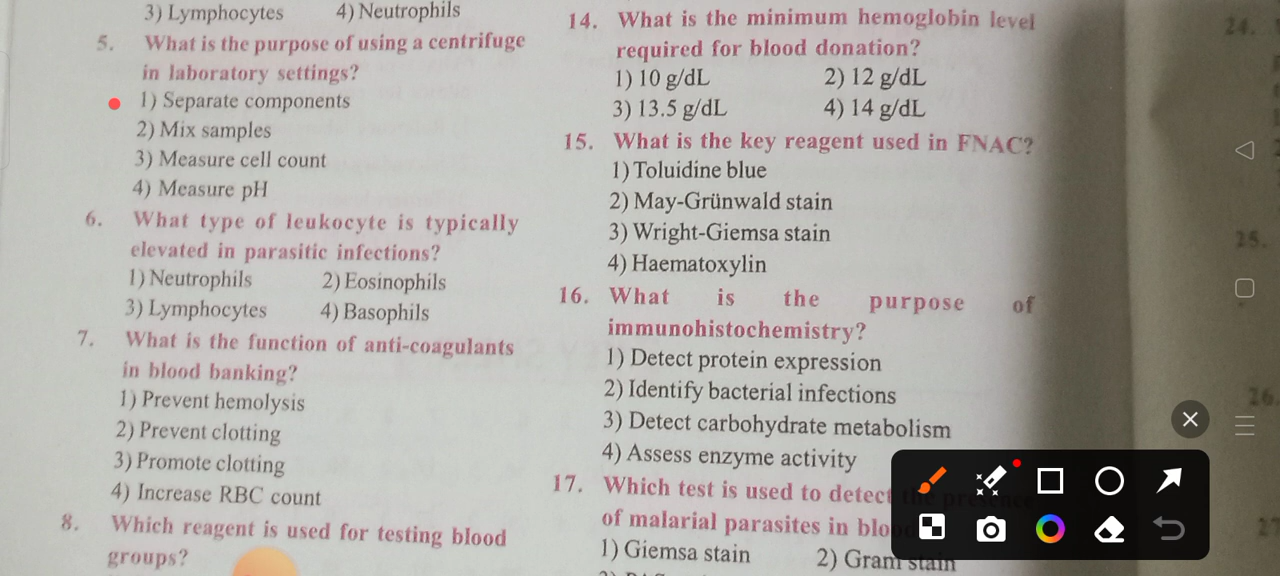 3) Lymphocytes 4) Neutrophils
5. What is the purpose of using a centrifuge
in laboratory settings?
1) Separate components
2) Mix samples
3) Measure cell count
4) Measure pH
6. What type of leukocyte is typically
elevated in parasitic infections?
1) Neutrophils 2) Eosinophils
3) Lymphocytes 4) Basophils
7. What is the function of anti-coagulants
in blood banking?
1) Prevent hemolysis
2) Prevent clotting
3) Promote clotting
4) Increase RBC count
8. Which reagent is used for testing blood
groups?
14. What is the minimum hemoglobin level
required for blood donation?
1) 10 g/dL 2) 12 g/dL
3) 13.5 g/dL 4) 14 g/dL
15. What is the key reagent used in FNAC?
1) Toluidine blue
2) May-Grünwald stain
3) Wright-Giemsa stain
4) Haematoxylin
16. What is the purpose of
immunohistochemistry?
1) Detect protein expression
2) Identify bacterial infections
3) Detect carbohydrate metabolism
4) Assess enzyme activity
17. Which test is used to detect the presence
of malarial parasites in
1) Giemsa stain 2) Gram stain
24.
25.
26.
27